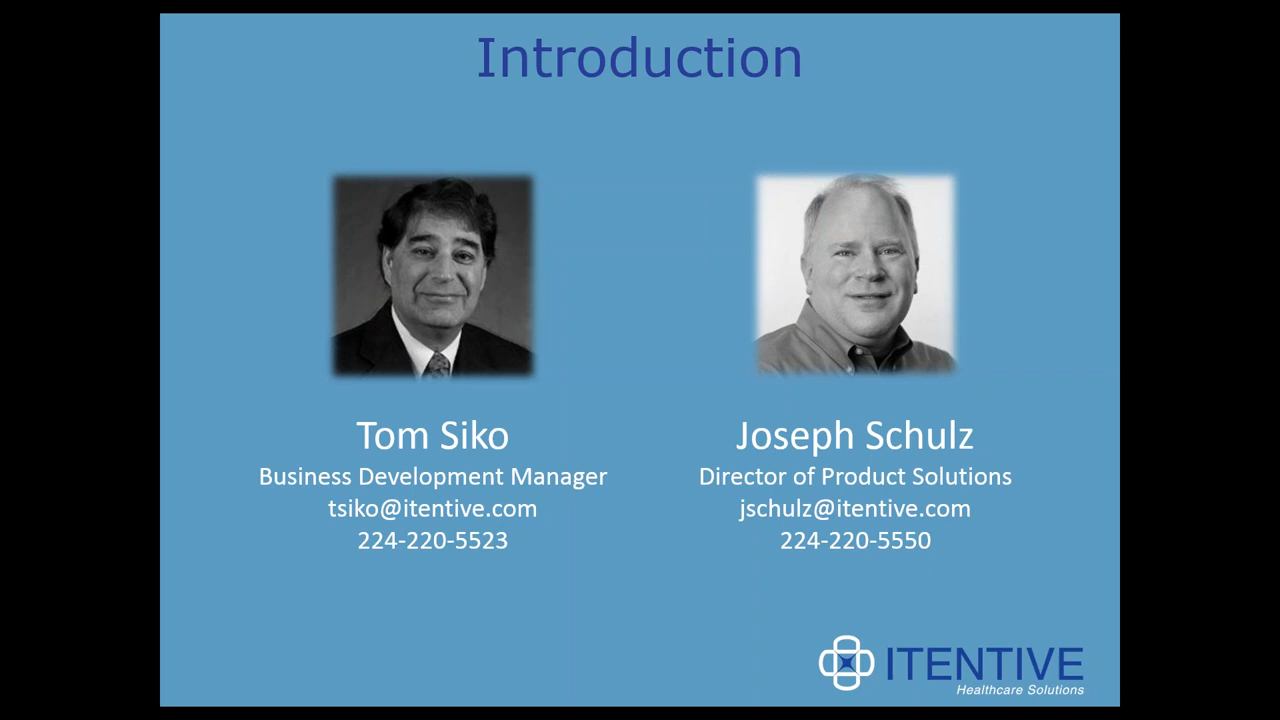 Introduction
Tom Siko
Business Development Manager
tsiko@itentive.com
224-220-5523
Joseph Schulz
Director of Product Solutions
jschulz@itentive.com
224-220-5550
ITENTIVE
Healthcare Solutions